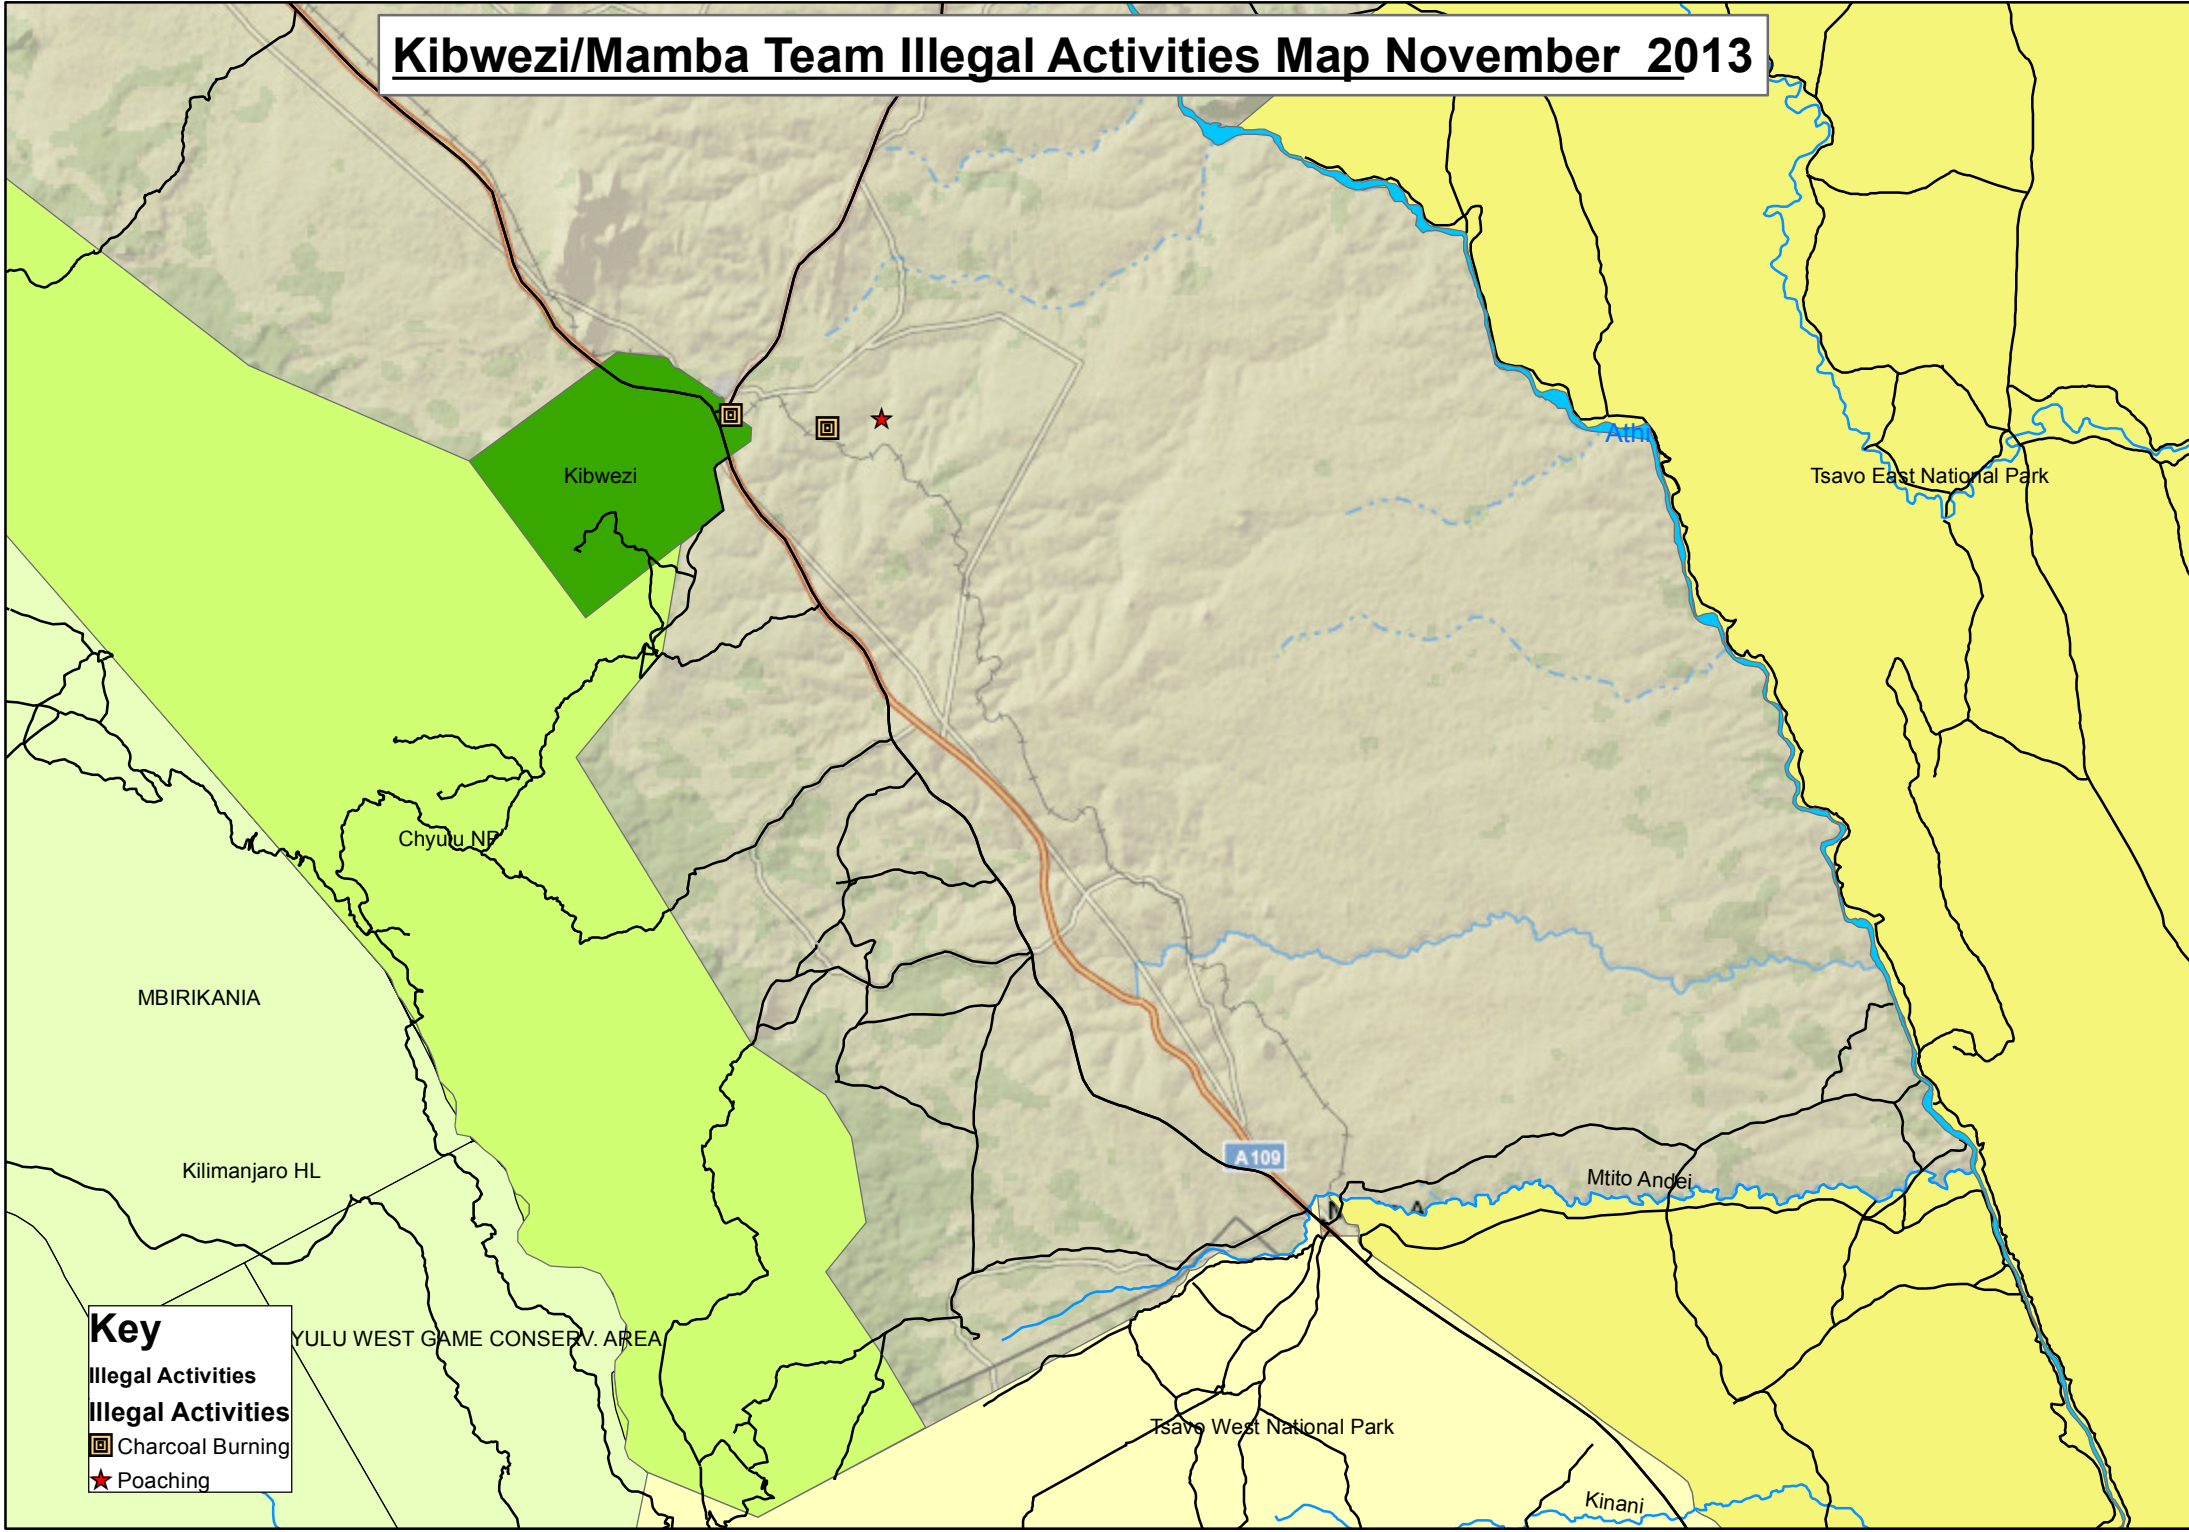 Kibwezi/Mamba Team Illegal Activities Map November 2013
Athi
Kibwezi
Tsavo East National Park
Chyulu NP
MBIRIKANIA
A 109
Kilimanjaro HL
Mtito Andei
YULU WEST GAME CONSERV. AREA
Tsavo West National Park
Kinani
Key
Illegal Activities
Illegal Activities
Charcoal Burning
Poaching